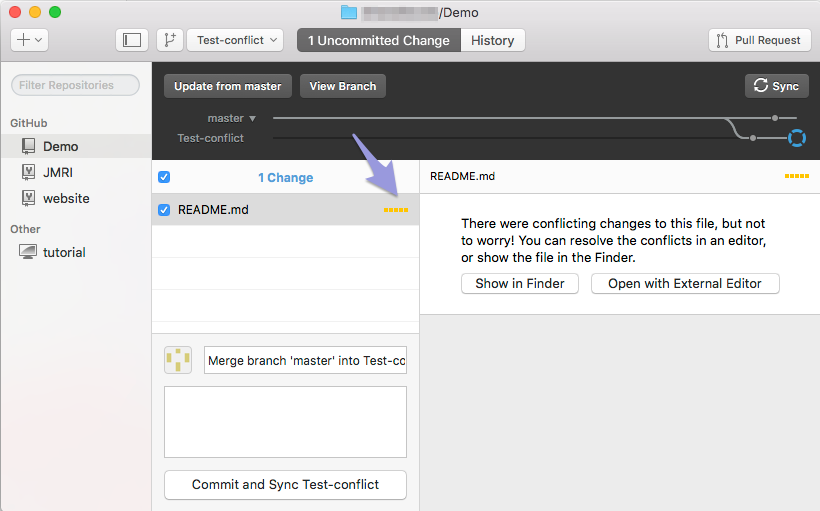 /Demo
Test-conflict
1 Uncommitted Change
History
Pull Request
Filter Repositories
GitHub
Demo
JMRI
website
Other
tutorial
Update from master
View Branch
Sync
master
Test-conflict
1 Change
README.md
README.md
There were conflicting changes to this file, but not
to worry! You can resolve the conflicts in an editor,
or show the file in the Finder.
Show in Finder
Open with External Editor
Merge branch 'master' into Test-co
Commit and Sync Test-conflict